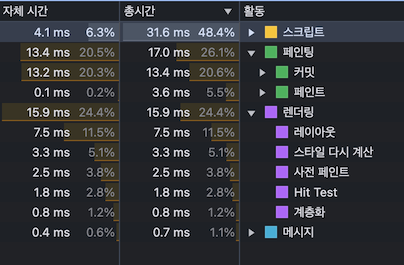 자체 시간 총시간 ▼ 활동
4.1 ms 6.3% 31.6 ms 48.4% ▶ 스크립트
13.4 ms 20.5% 17.0 ms 26.1% ▼ 페인팅
13.2 ms 20.3% 13.4 ms 20.6% ▶ 커밋
0.1 ms 0.2% 3.6 ms 5.5% ▶ 페인트
15.9 ms 24.4% 15.9 ms 24.4% ▼ 렌더링
7.5 ms 11.5% 7.5 ms 11.5% 레이아웃
3.3 ms 5.1% 3.3 ms 5.1% 스타일 다시 계산
2.5 ms 3.8% 2.5 ms 3.8% 사전 페인트
1.8 ms 2.8% 1.8 ms 2.8% Hit Test
0.8 ms 1.2% 0.8 ms 1.2% 계층화
0.4 ms 0.6% 0.7 ms 1.1% ▶ 메시지